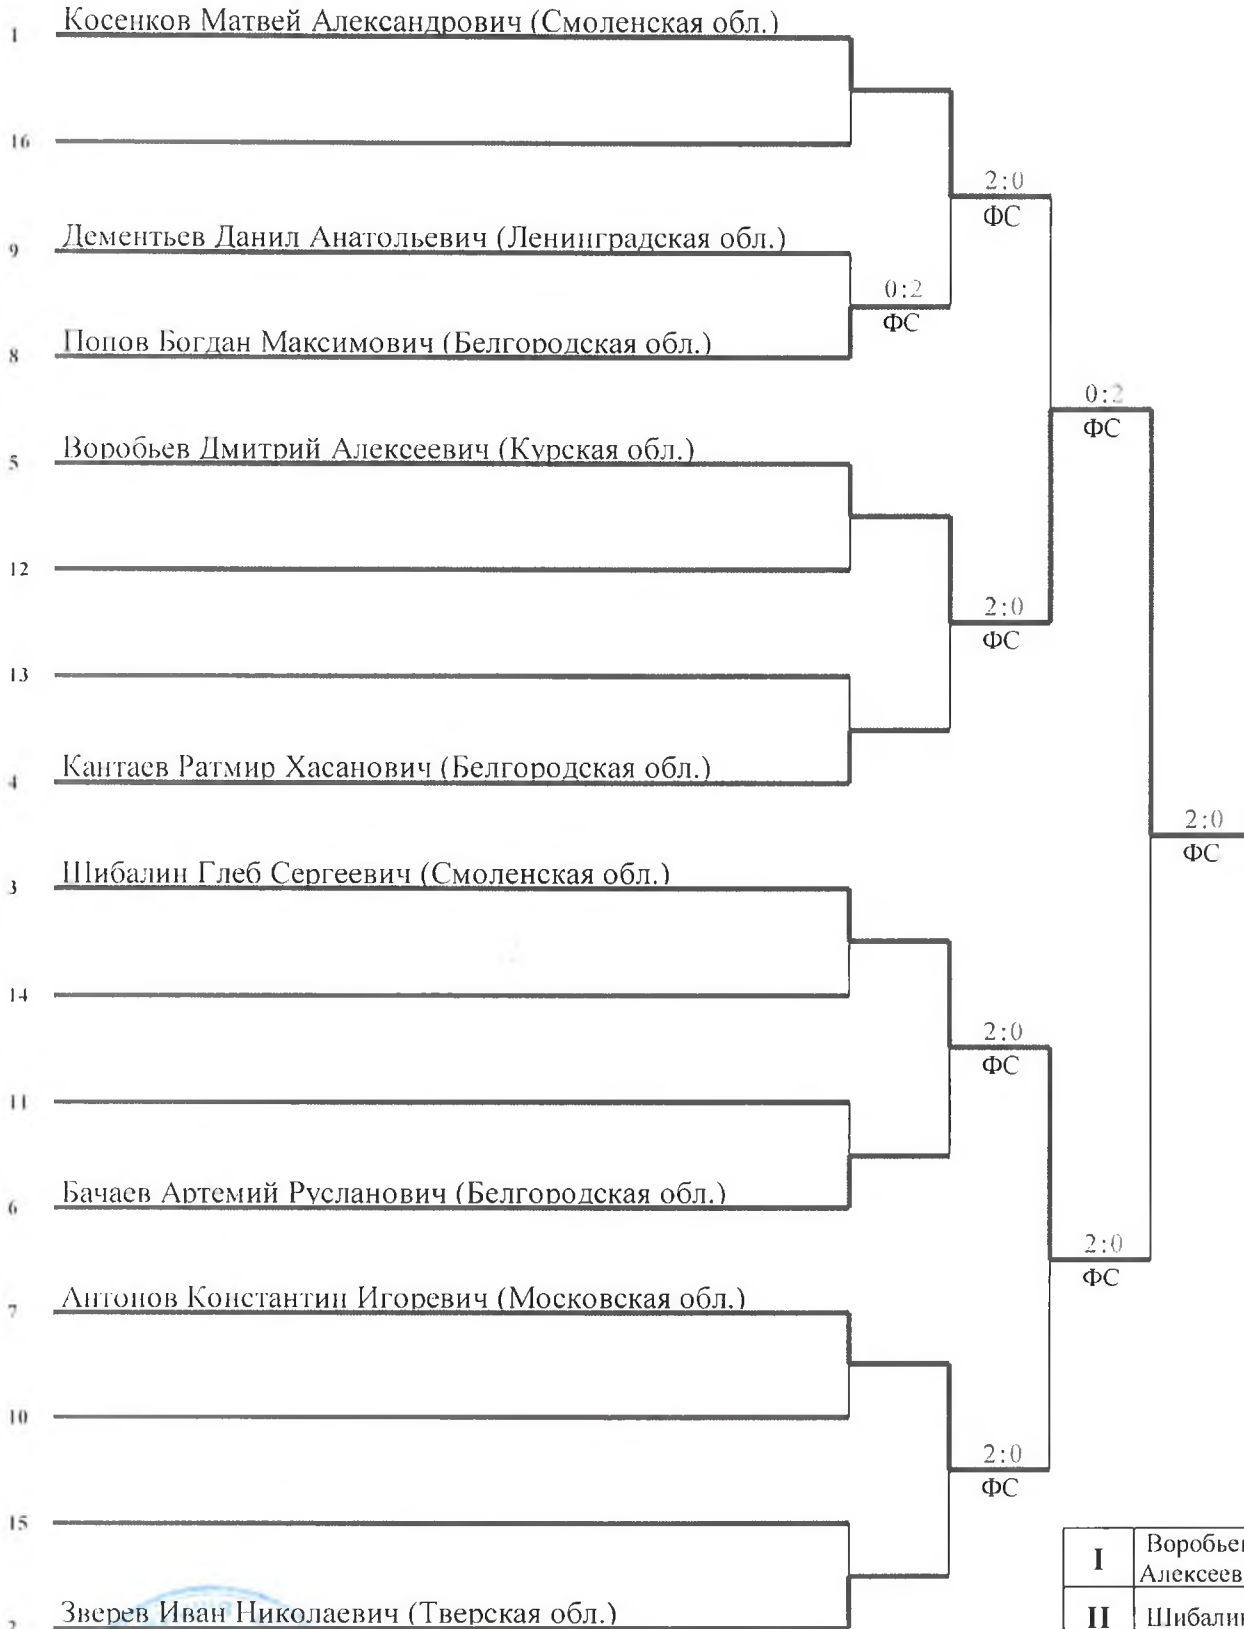 1 Косенков Матвей Александрович (Смоленская обл.)
16
2:0
ФС
9 Дементьев Данил Анатольевич (Ленинградская обл.)
0:2
ФС
8 Попов Богдан Максимович (Белгородская обл.)
0:2
ФС
5 Воробьев Дмитрий Алексеевич (Курская обл.)
12
2:0
ФС
13
4 Кантаев Ратмир Хасанович (Белгородская обл.)
2:0
ФС
3 Шибалин Глеб Сергеевич (Смоленская обл.)
14
2:0
ФС
11
6 Бачаев Артемий Русланович (Белгородская обл.)
2:0
ФС
7 Антонов Константин Игоревич (Московская обл.)
10
2:0
ФС
15
I Воробье
Алексеев
2 Зверев Иван Николаевич (Тверская обл.)
II Шибалин